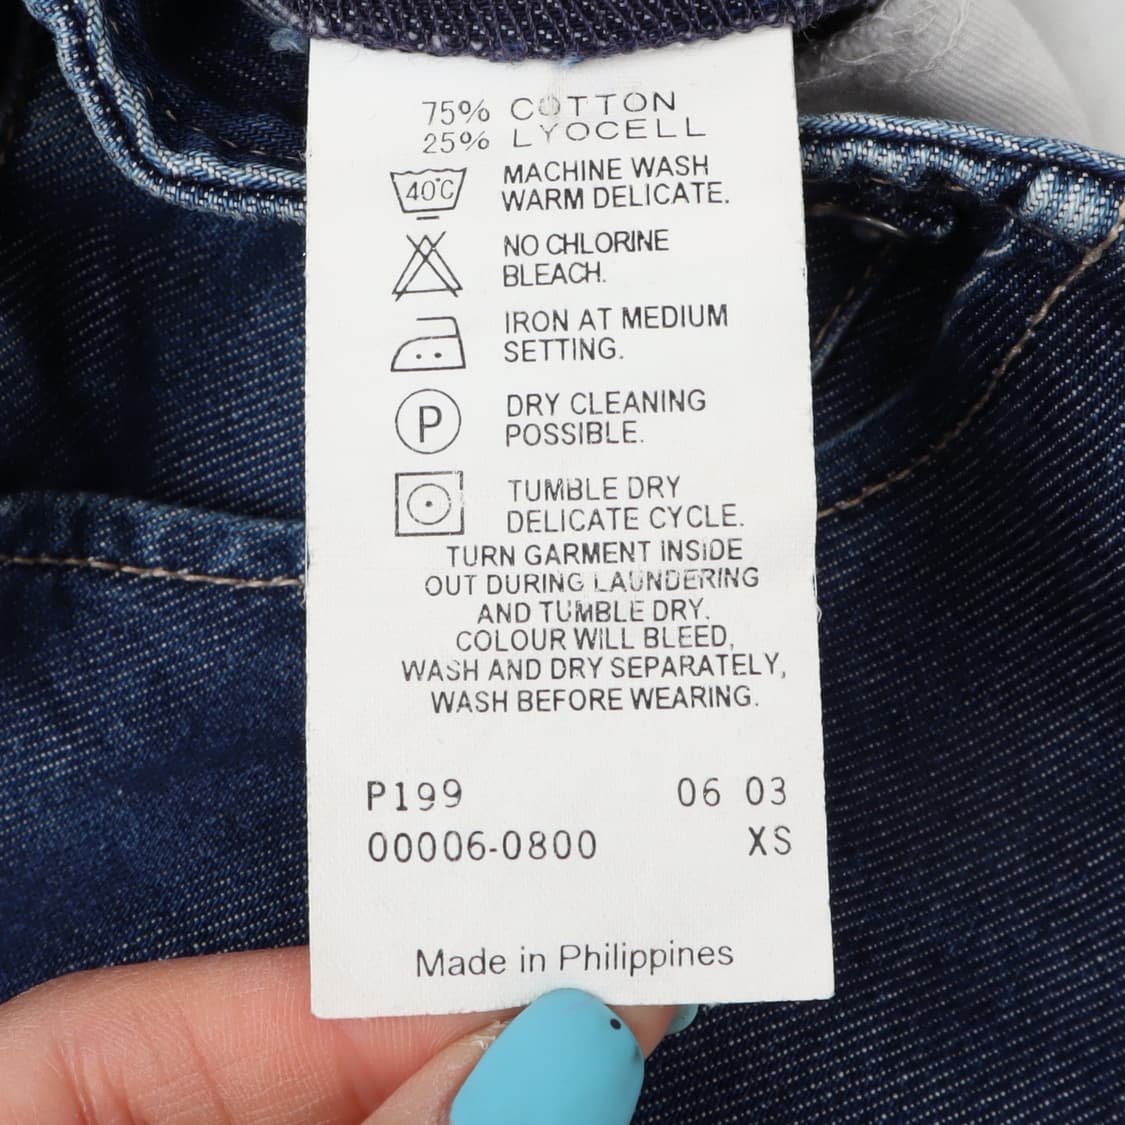 75% COTTON
25% LYOCELL
40°C MACHINE WASH
WARM DELICATE.
NO CHLORINE
BLEACH.
IRON AT MEDIUM
SETTING.
P DRY CLEANING
POSSIBLE.
TUMBLE DRY
DELICATE CYCLE.
TURN GARMENT INSIDE
OUT DURING LAUNDERING
AND TUMBLE DRY.
COLOUR WILL BLEED,
WASH AND DRY SEPARATELY,
WASH BEFORE WEARING.
P199 06 03
00006-0800 XS
Made in Philippines